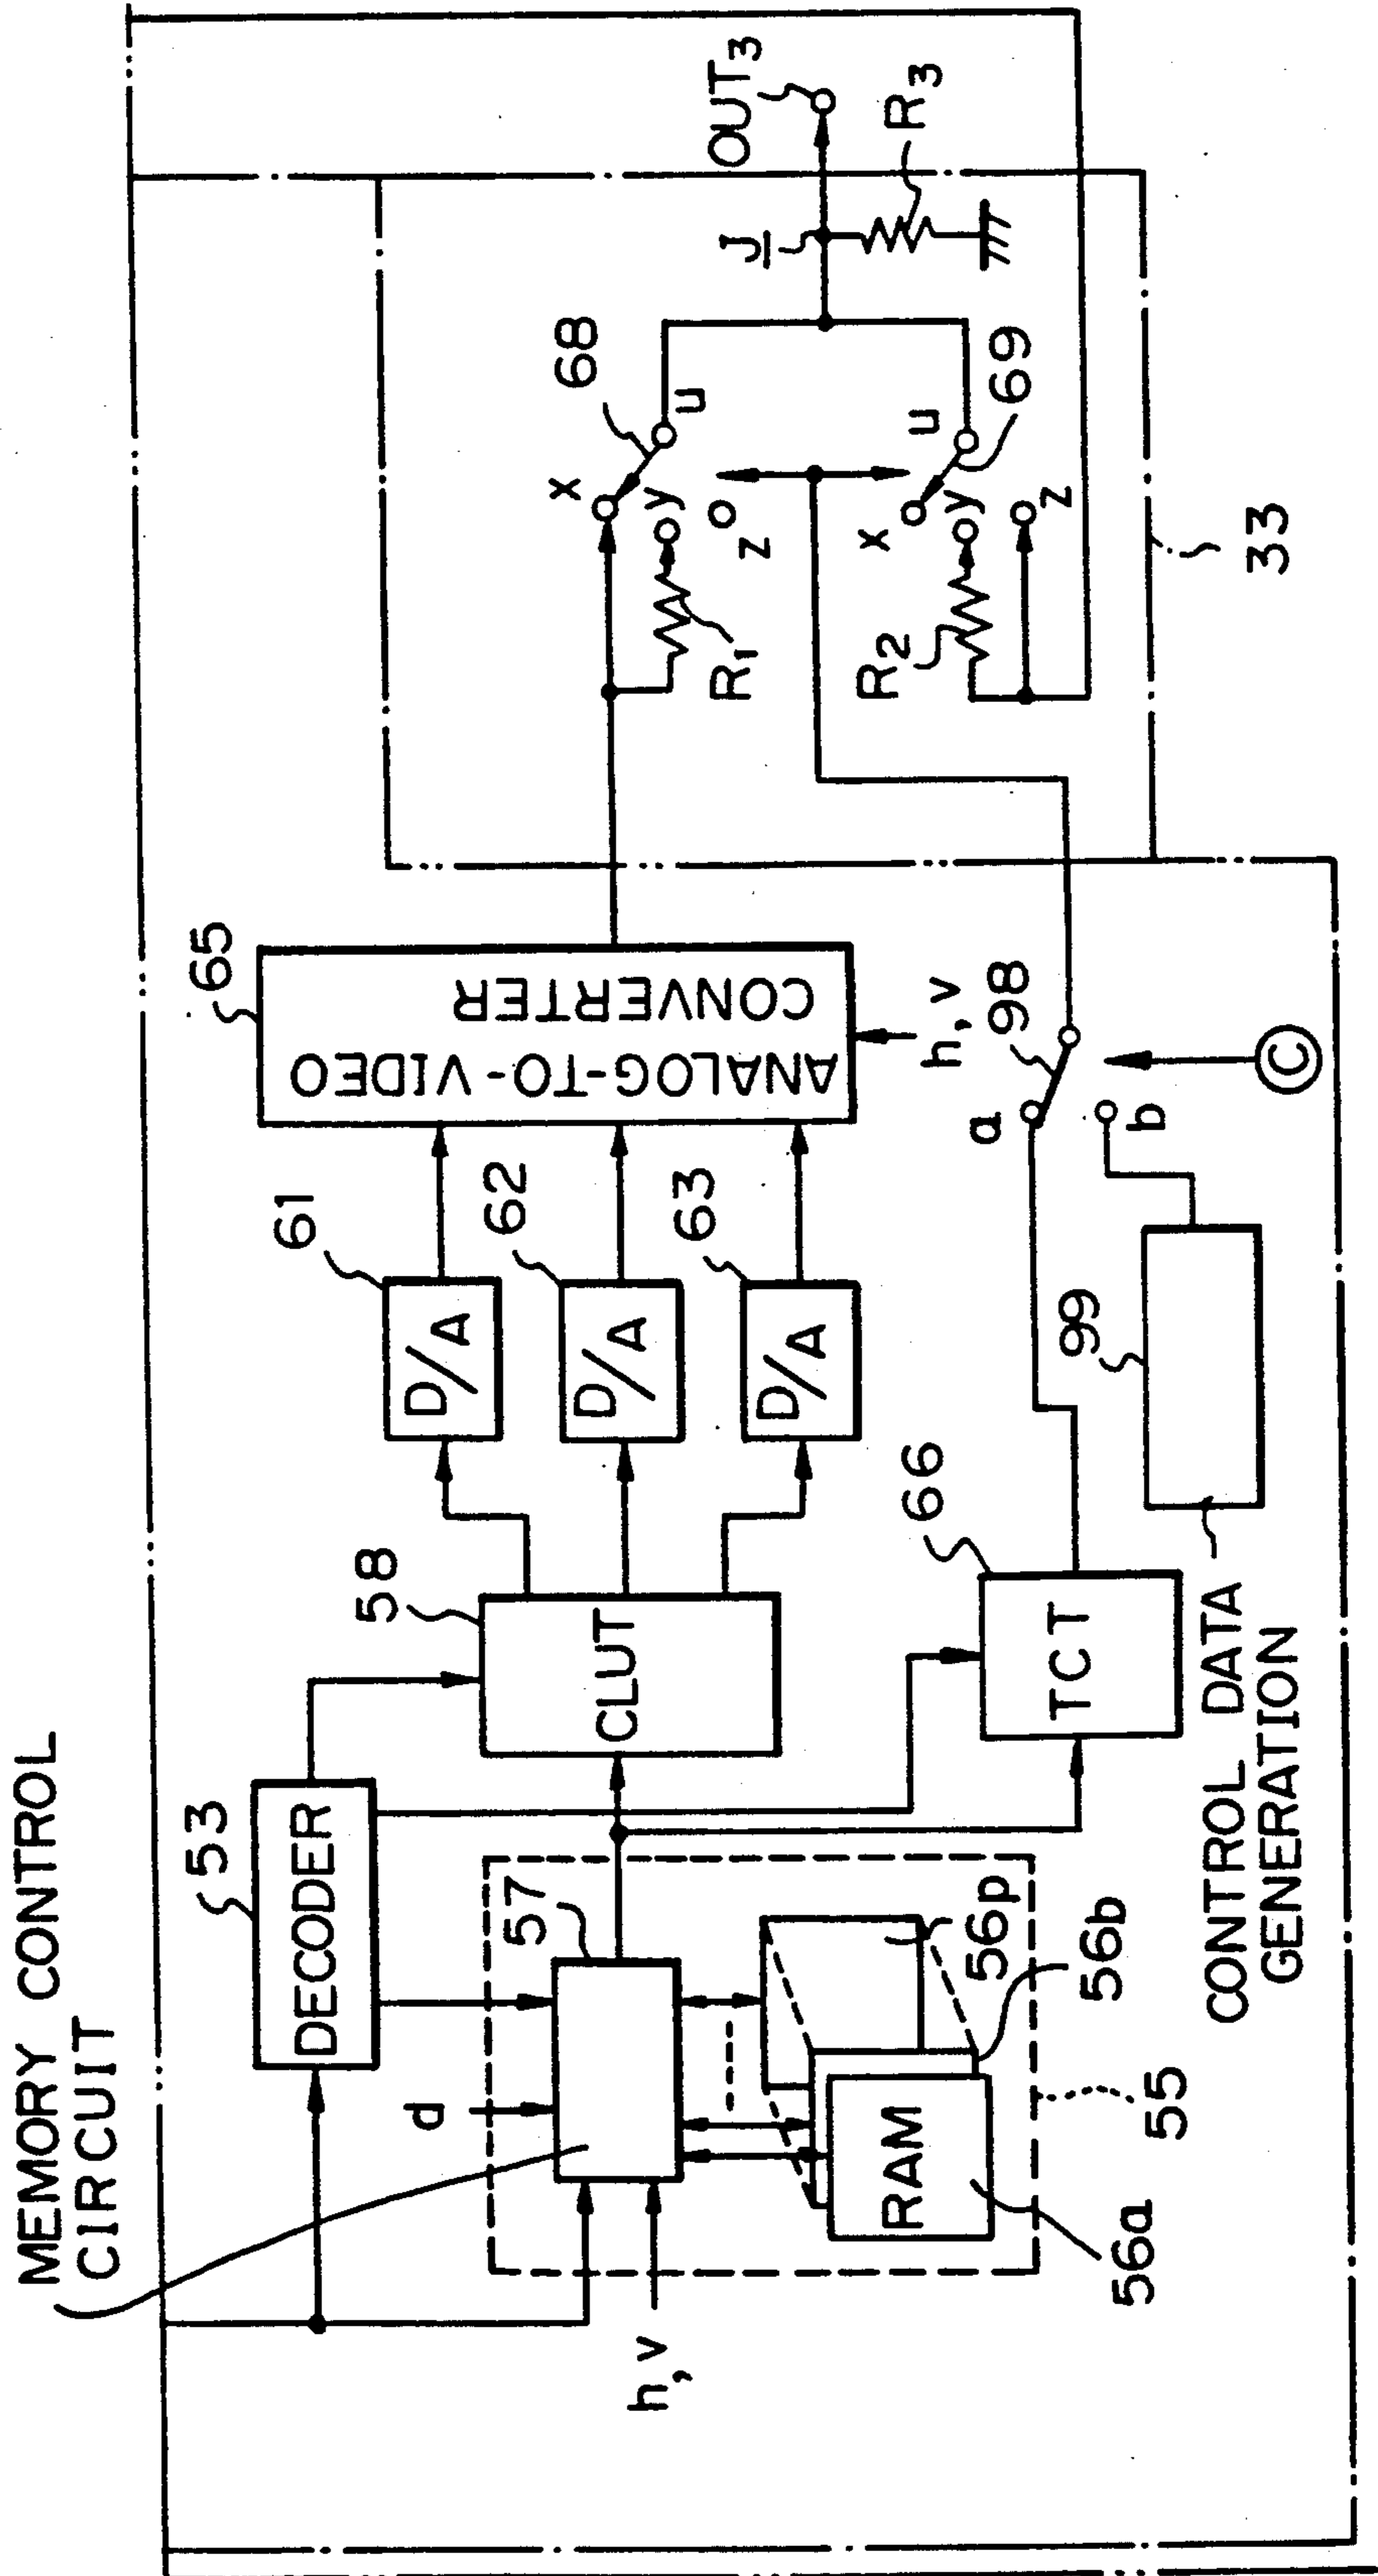 MEMORY CONTROL
CIRCUIT
53
DECODER
d
57
h, v
RAM
56a
56b
56p
55
58
CLUT
66
TCT
61
D/A
62
D/A
63
D/A
65
ANALOG-TO-VIDEO
CONVERTER
h, v
a
98
b
C
99
CONTROL DATA
GENERATION
68
x
y
z
u
R1
69
x
y
z
u
R2
J
OUT3
R3
33